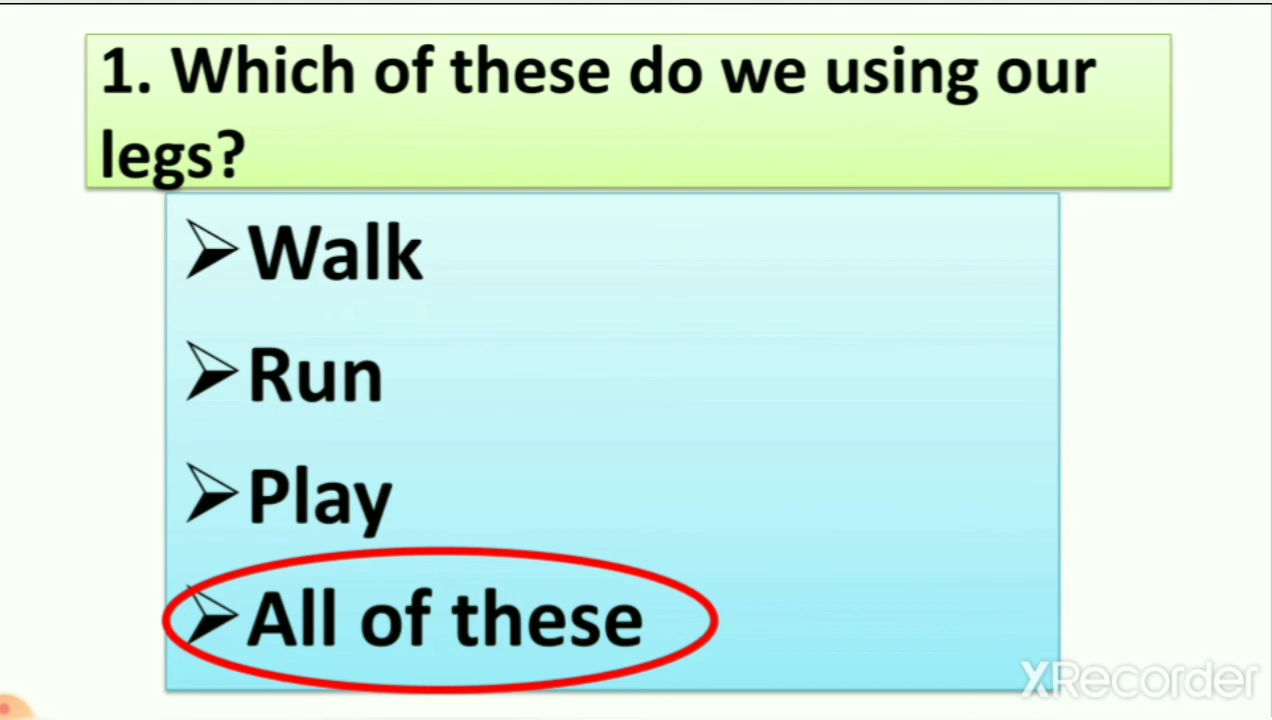 1. Which of these do we using our
legs?
Walk
Run
Play
All of these
XRecorder